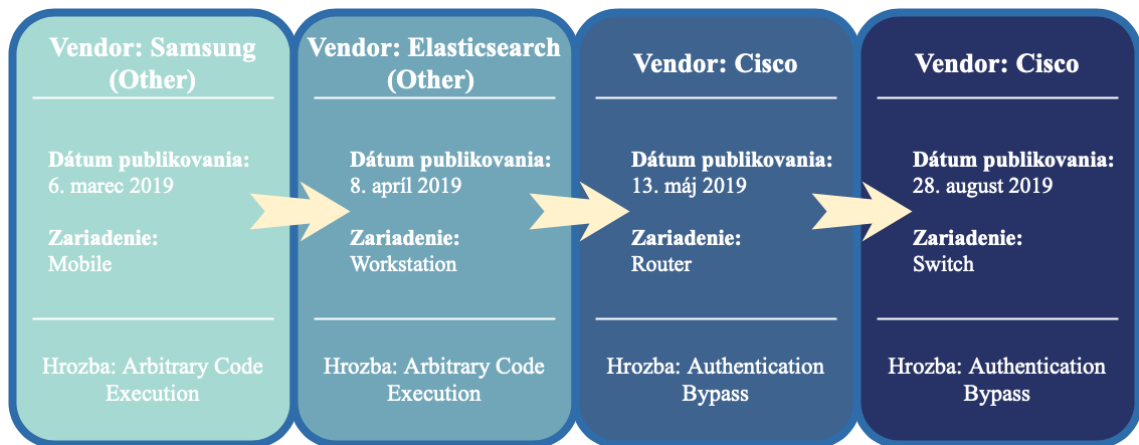 Vendor: Samsung
(Other)
Dátum publikovania:
6. marec 2019
Zariadenie:
Mobile
Hrozba: Arbitrary Code
Execution
Vendor: Elasticsearch
(Other)
Dátum publikovania:
8. apríl 2019
Zariadenie:
Workstation
Hrozba: Arbitrary Code
Execution
Vendor: Cisco
Dátum publikovania:
13. máj 2019
Zariadenie:
Router
Hrozba: Authentication
Bypass
Vendor: Cisco
Dátum publikovania:
28. august 2019
Zariadenie:
Switch
Hrozba: Authentication
Bypass